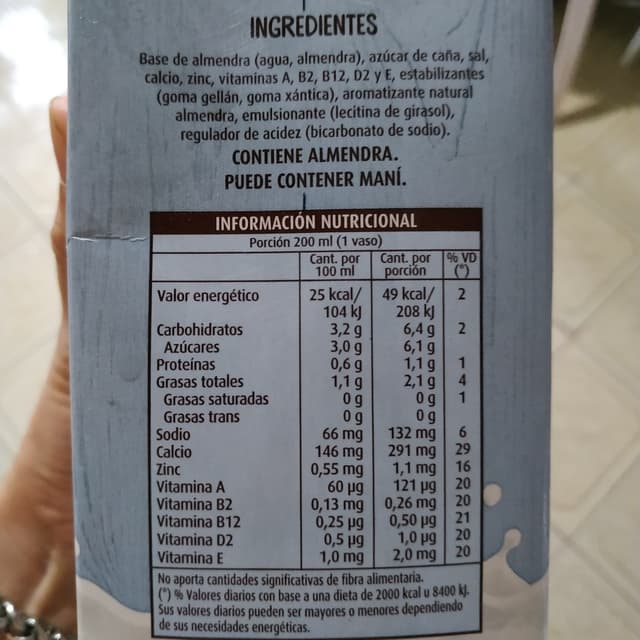 INGREDIENTES
Base de almendra (agua, almendra), azúcar de caña, sal,
calcio, zinc, vitaminas A, B2, B12, D2 y E, estabilizantes
(goma gellán, goma xántica), aromatizante natural
almendra, emulsionante (lecitina de girasol),
regulador de acidez (bicarbonato de sodio).
CONTIENE ALMENDRA.
PUEDE CONTENER MANÍ.
INFORMACIÓN NUTRICIONAL
Porción 200 ml (1 vaso)
Cant. por 100 ml Cant. por porción % VD (*)
Valor energético 25 kcal/ 104 kJ 49 kcal/ 208 kJ 2
Carbohidratos 3,2 g 6,4 g 2
Azúcares 3,0 g 6,1 g
Proteínas 0,6 g 1,1 g 1
Grasas totales 1,1 g 2,1 g 4
Grasas saturadas 0 g 0 g 1
Grasas trans 0 g 0 g
Sodio 66 mg 132 mg 6
Calcio 146 mg 291 mg 29
Zinc 0,55 mg 1,1 mg 16
Vitamina A 60 µg 121 µg 20
Vitamina B2 0,13 mg 0,26 mg 20
Vitamina B12 0,25 µg 0,50 µg 21
Vitamina D2 0,5 µg 1,0 µg 20
Vitamina E 1,0 mg 2,0 mg 20
No aporta cantidades significativas de fibra alimentaria.
(*) % Valores diarios con base a una dieta de 2000 kcal u 8400 kJ.
Sus valores diarios pueden ser mayores o menores dependiendo
de sus necesidades energéticas.